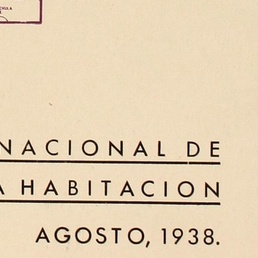 NACIONAL DE
A HABITACION
AGOSTO, 1938.